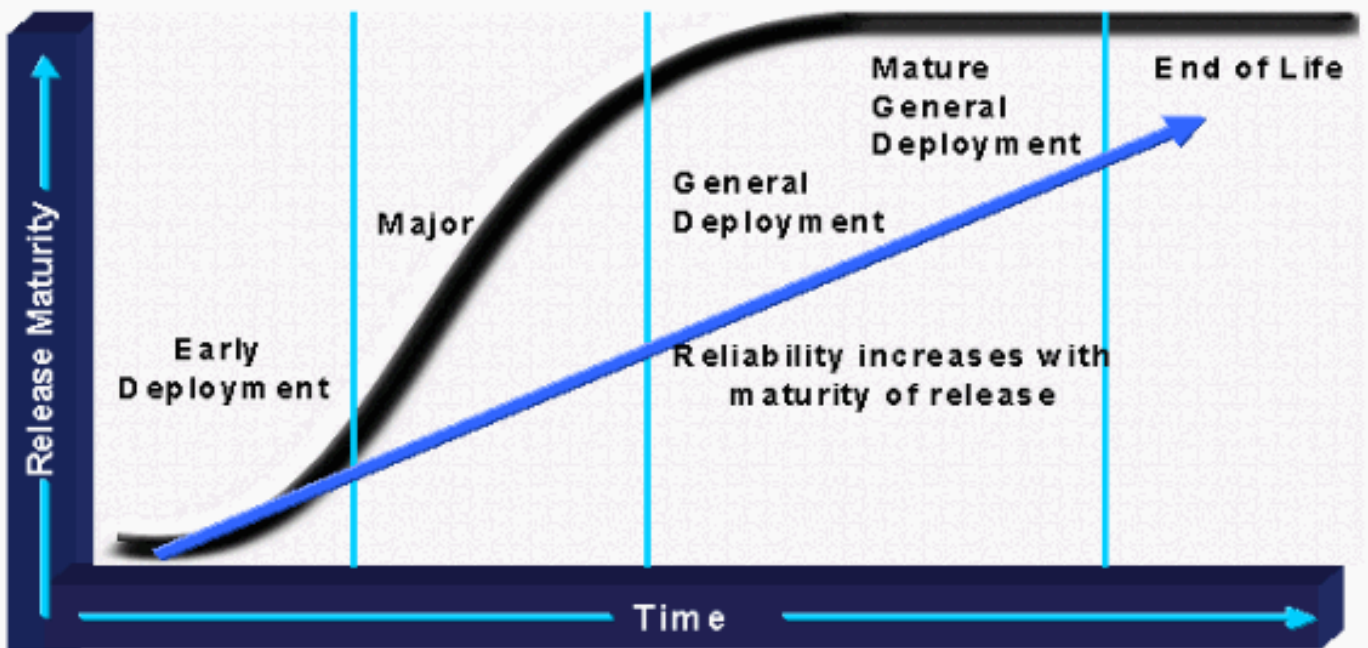 Release Maturity
Early
Deployment
Major
General
Deployment
Mature
General
Deployment
End of Life
Reliability increases with
maturity of release
Time